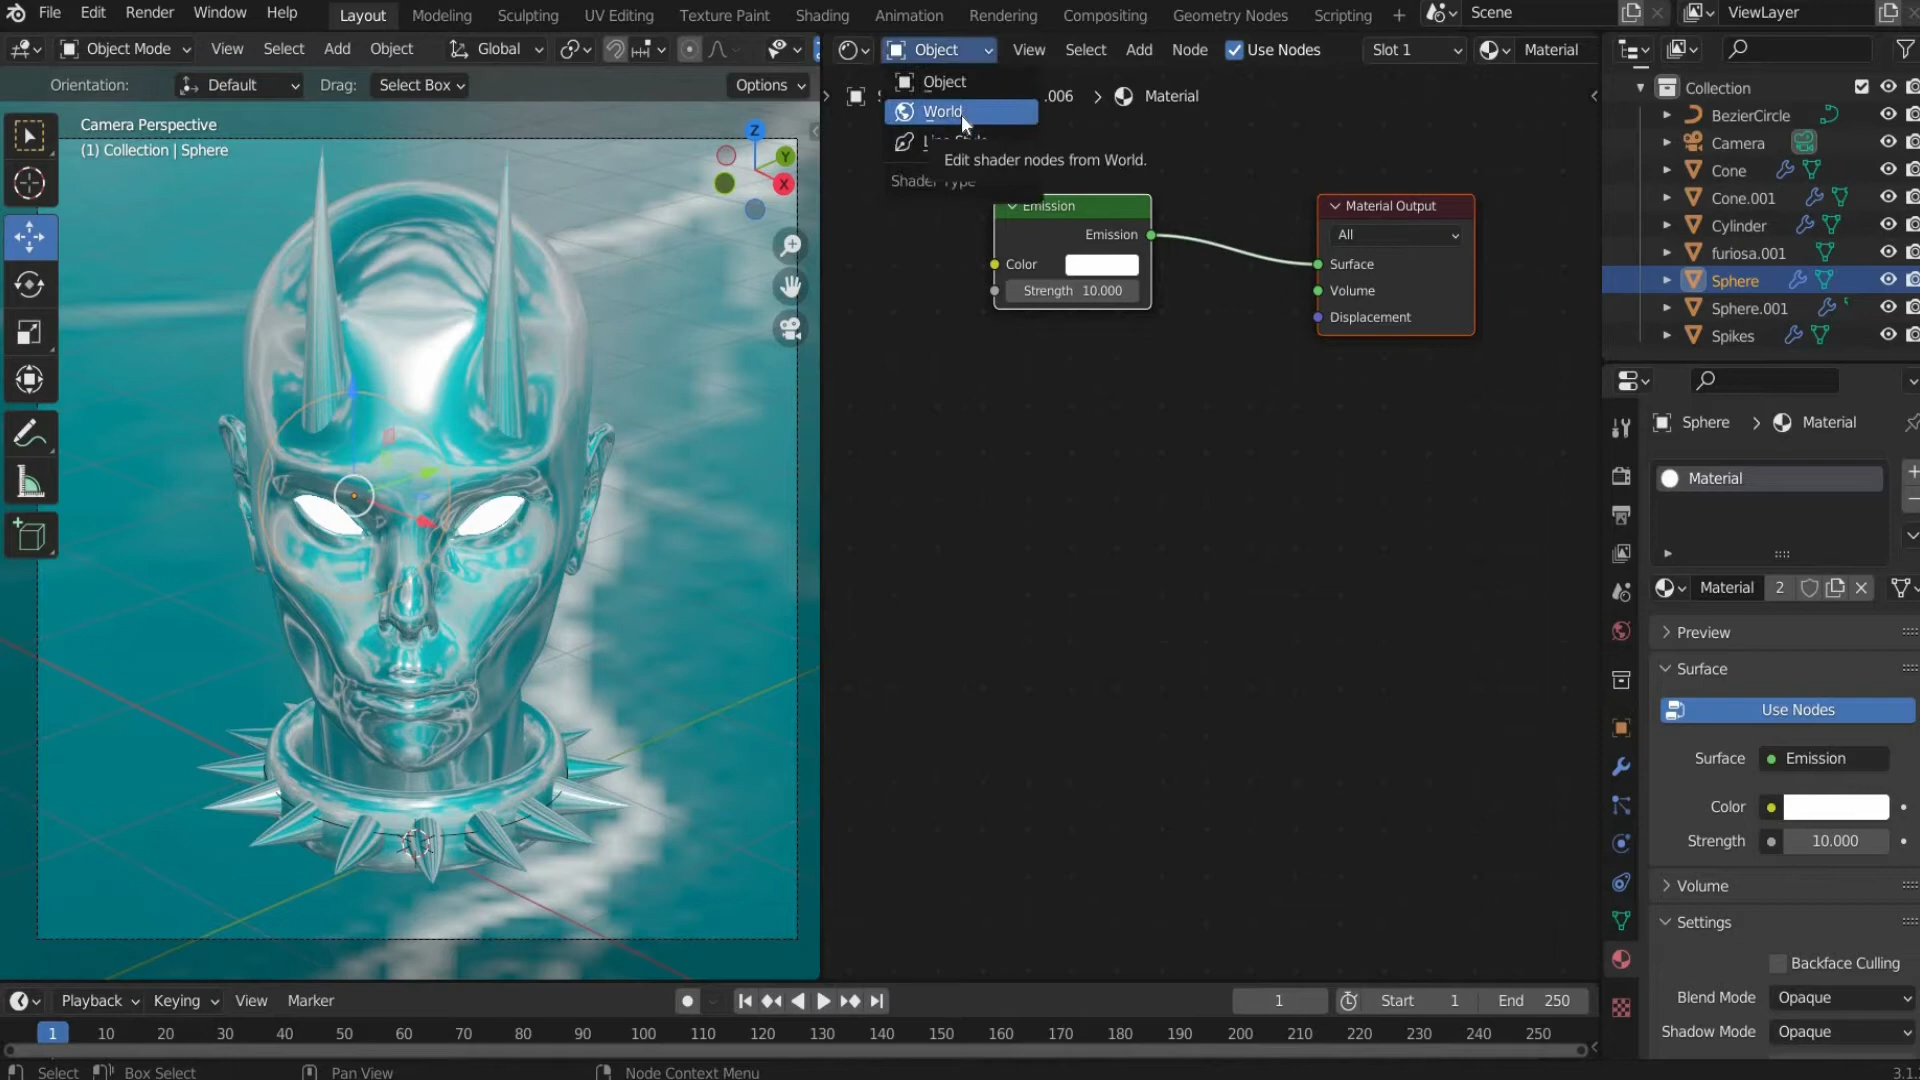 File Edit Render Window Help Layout Modeling Sculpting UV Editing Texture Paint Shading Animation Rendering Compositing Geometry Nodes Scripting + Scene ViewLayer
Object Mode View Select Add Object Global Object View Select Add Node Use Nodes Slot 1 Material
Orientation: Default Drag: Select Box Options
Object
.006 > Material
World
Edit shader nodes from World.
Camera Perspective
(1) Collection | Sphere
Z
Y
X
Emission
Emission
Color
Strength 10.000
Material Output
All
Surface
Volume
Displacement
Collection
BezierCircle
Camera
Cone
Cone.001
Cylinder
furiosa.001
Sphere
Sphere.001
Spikes
Sphere > Material
Material
Material 2
Preview
Surface
Use Nodes
Surface Emission
Color
Strength 10.000
Volume
Settings
Backface Culling
Blend Mode Opaque
Shadow Mode Opaque
Playback Keying View Marker 1 Start 1 End 250
1 10 20 30 40 50 60 70 80 90 100 110 120 130 140 150 160 170 180 190 200 210 220 230 240 250
Select Box Select Pan View Node Context Menu